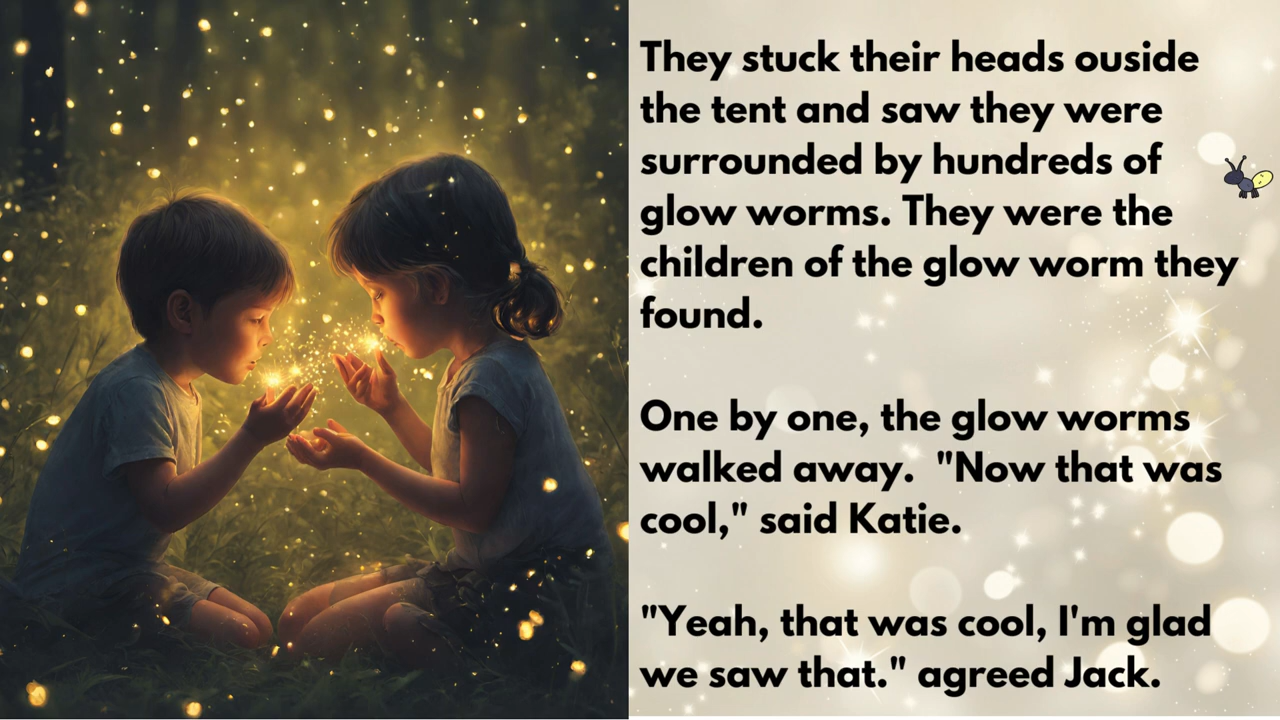 They stuck their heads ouside
the tent and saw they were
surrounded by hundreds of
glow worms. They were the
children of the glow worm they
found.
One by one, the glow worms
walked away.  "Now that was
cool," said Katie.
"Yeah, that was cool, I'm glad
we saw that." agreed Jack.